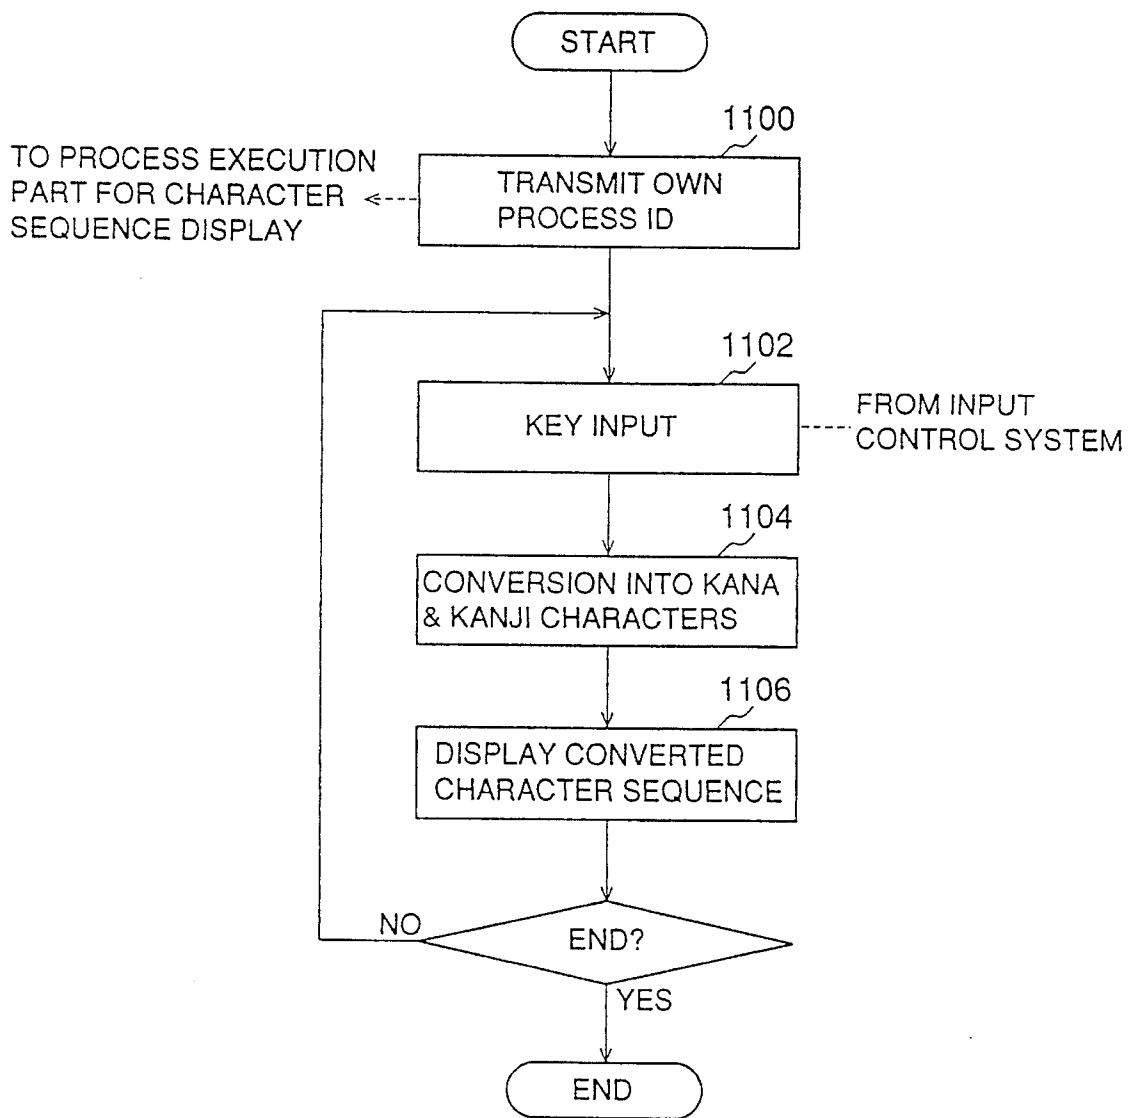 START
1100
TO PROCESS EXECUTION
PART FOR CHARACTER
SEQUENCE DISPLAY
TRANSMIT OWN
PROCESS ID
1102
KEY INPUT
FROM INPUT
CONTROL SYSTEM
1104
CONVERSION INTO KANA
& KANJI CHARACTERS
1106
DISPLAY CONVERTED
CHARACTER SEQUENCE
NO
END?
YES
END